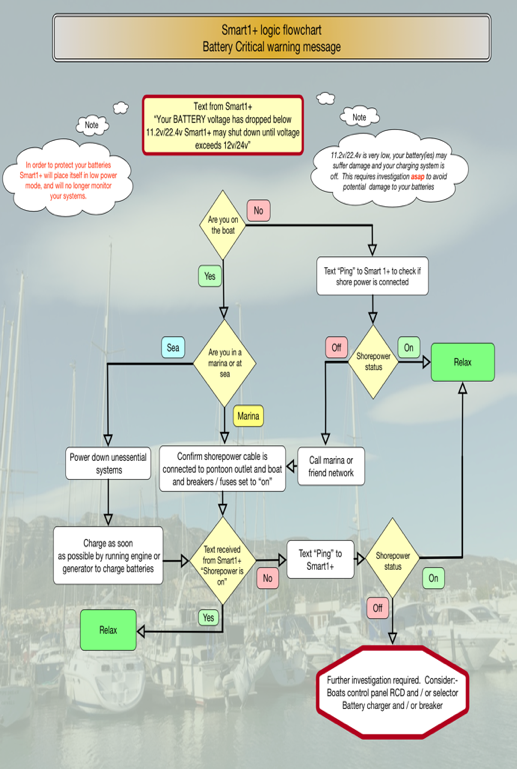 Smart1+ logic flowchart
Battery Critical warning message
Text from Smart1+
"Your BATTERY voltage has dropped below
11.2v/22.4v Smart1+ may shut down until voltage
exceeds 12v/24v"
Note
In order to protect your batteries
Smart1+ will place itself in low power
mode, and will no longer monitor
your systems.
Note
11.2v/22.4v is very low, your battery(ies) may
suffer damage and your charging system is
off. This requires investigation asap to avoid
potential damage to your batteries
Are you on
the boat
No
Yes
Text "Ping" to Smart 1+ to check if
shore power is connected
Are you in a
marina or at
sea
Sea
Marina
Shorepower
status
Off
On
Relax
Power down unessential
systems
Confirm shorepower cable is
connected to pontoon outlet and boat
and breakers / fuses set to "on"
Call marina or
friend network
Charge as soon
as possible by running engine or
generator to charge batteries
Text received
from Smart1+
"Shorepower is
on"
No
Yes
Text "Ping" to
Smart1+
Shorepower
status
On
Off
Relax
Further investigation required. Consider:-
Boats control panel RCD and / or selector
Battery charger and / or breaker